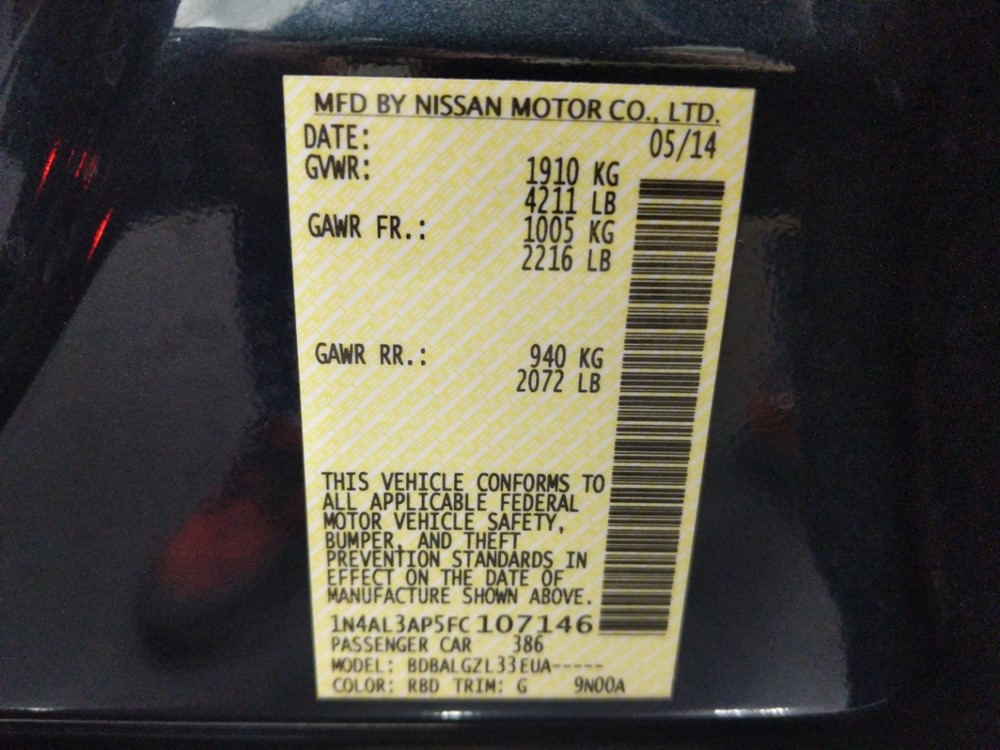 MFD BY NISSAN MOTOR CO., LTD.
DATE: 05/14
GVWR: 1910 KG
4211 LB
GAWR FR.: 1005 KG
2216 LB
GAWR RR.: 940 KG
2072 LB
THIS VEHICLE CONFORMS TO
ALL APPLICABLE FEDERAL
MOTOR VEHICLE SAFETY,
BUMPER, AND THEFT
PREVENTION STANDARDS IN
EFFECT ON THE DATE OF
MANUFACTURE SHOWN ABOVE.
1N4AL3AP5FC107146
PASSENGER CAR 386
MODEL: BDBALGZL33EUA-----
COLOR: RBD TRIM: G 9N00A